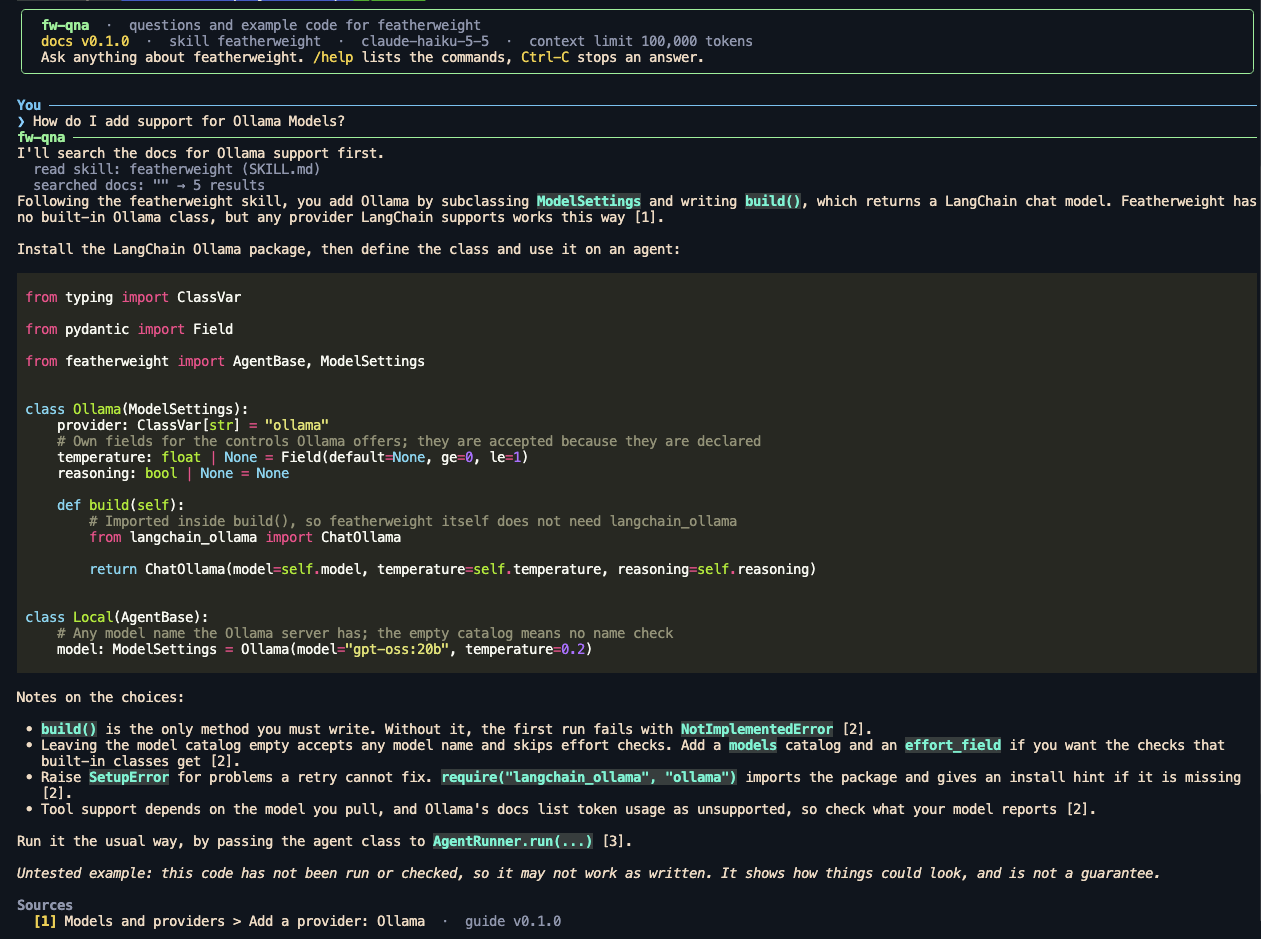 fw-qna · questions and example code for featherweight
docs v0.1.0 · skill featherweight · claude-haiku-5-5 · context limit 100,000 tokens
Ask anything about featherweight. /help lists the commands, Ctrl-C stops an answer.
You
❯ How do I add support for Ollama Models?
fw-qna
I'll search the docs for Ollama support first.
read skill: featherweight (SKILL.md)
searched docs: "" → 5 results
Following the featherweight skill, you add Ollama by subclassing ModelSettings and writing build(), which returns a LangChain chat model. Featherweight has
no built-in Ollama class, but any provider LangChain supports works this way [1].
Install the LangChain Ollama package, then define the class and use it on an agent:
from typing import ClassVar
from pydantic import Field
from featherweight import AgentBase, ModelSettings
class Ollama(ModelSettings):
    provider: ClassVar[str] = "ollama"
    # Own fields for the controls Ollama offers; they are accepted because they are declared
    temperature: float | None = Field(default=None, ge=0, le=1)
    reasoning: bool | None = None
    def build(self):
        # Imported inside build(), so featherweight itself does not need langchain_ollama
        from langchain_ollama import ChatOllama
        return ChatOllama(model=self.model, temperature=self.temperature, reasoning=self.reasoning)
class Local(AgentBase):
    # Any model name the Ollama server has; the empty catalog means no name check
    model: ModelSettings = Ollama(model="gpt-oss:20b", temperature=0.2)
Notes on the choices:
• build() is the only method you must write. Without it, the first run fails with NotImplementedError [2].
• Leaving the model catalog empty accepts any model name and skips effort checks. Add a models catalog and an effort_field if you want the checks that
built-in classes get [2].
• Raise SetupError for problems a retry cannot fix. require("langchain_ollama", "ollama") imports the package and gives an install hint if it is missing
[2].
• Tool support depends on the model you pull, and Ollama's docs list token usage as unsupported, so check what your model reports [2].
Run it the usual way, by passing the agent class to AgentRunner.run(...) [3].
Untested example: this code has not been run or checked, so it may not work as written. It shows how things could look, and is not a guarantee.
Sources
[1] Models and providers > Add a provider: Ollama · guide v0.1.0